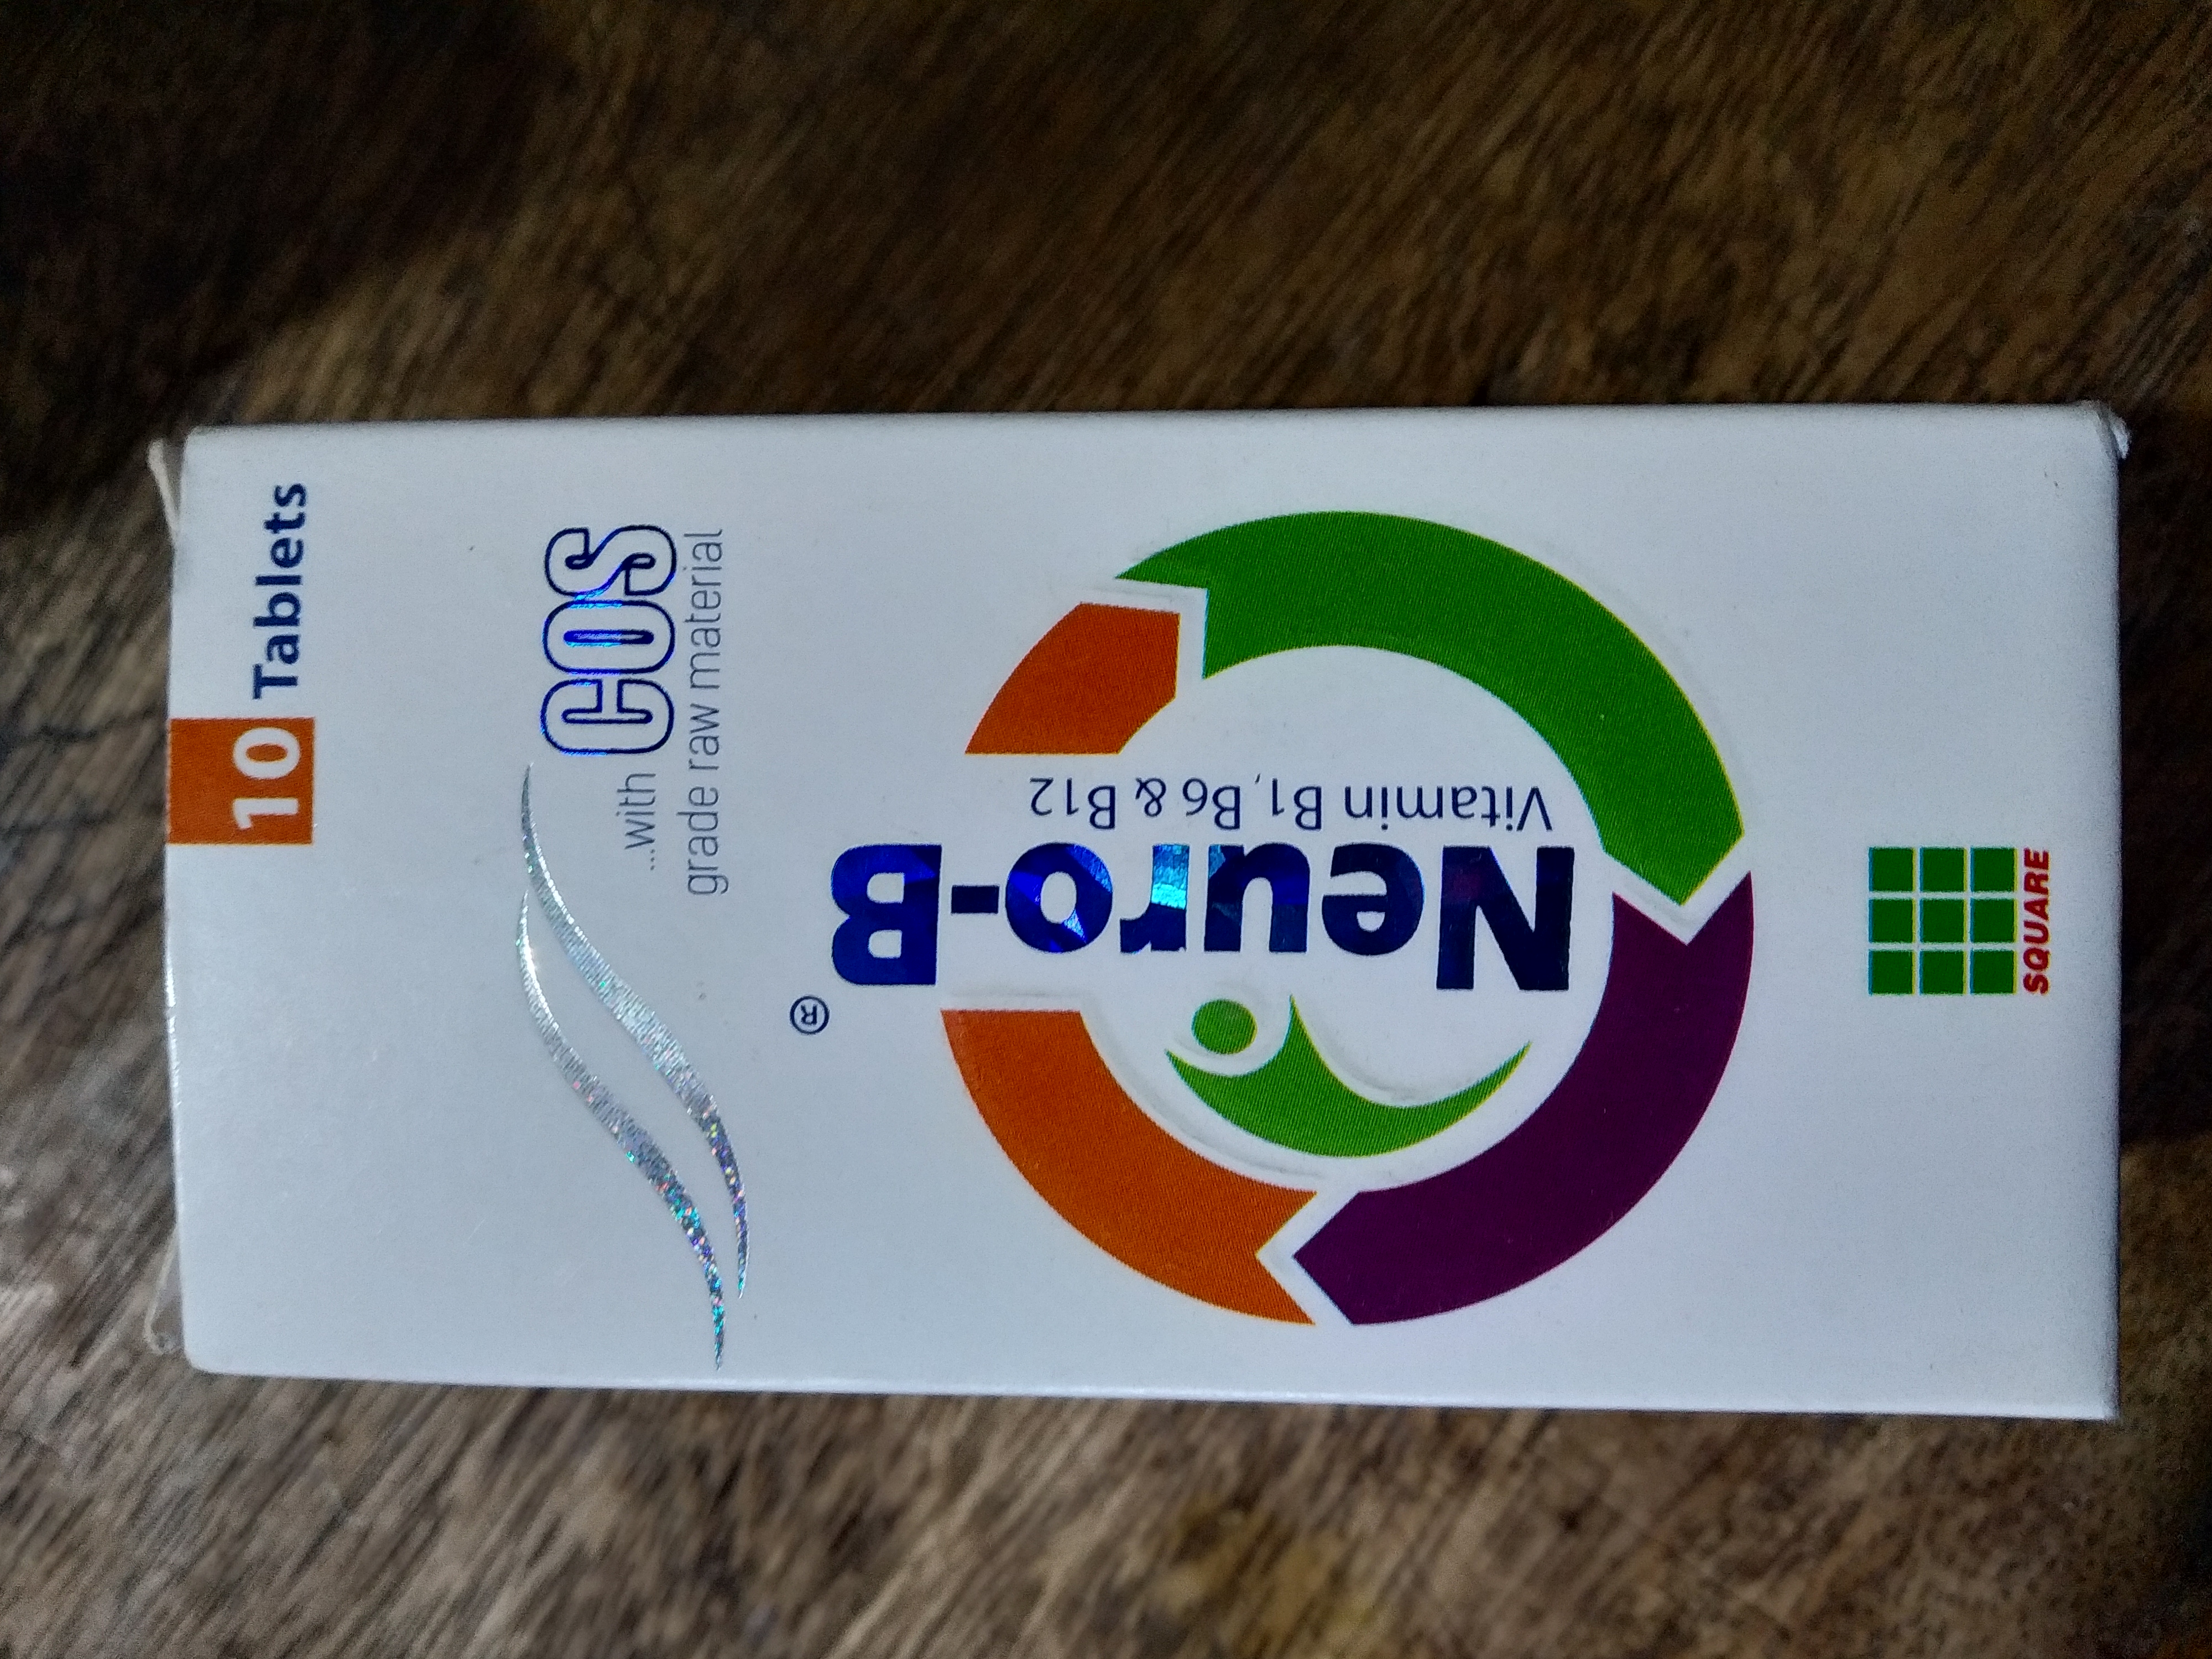 Neuro-B®
Vitamin B1, B6 & B12
SQUARE
...with COS
grade raw material
10 Tablets